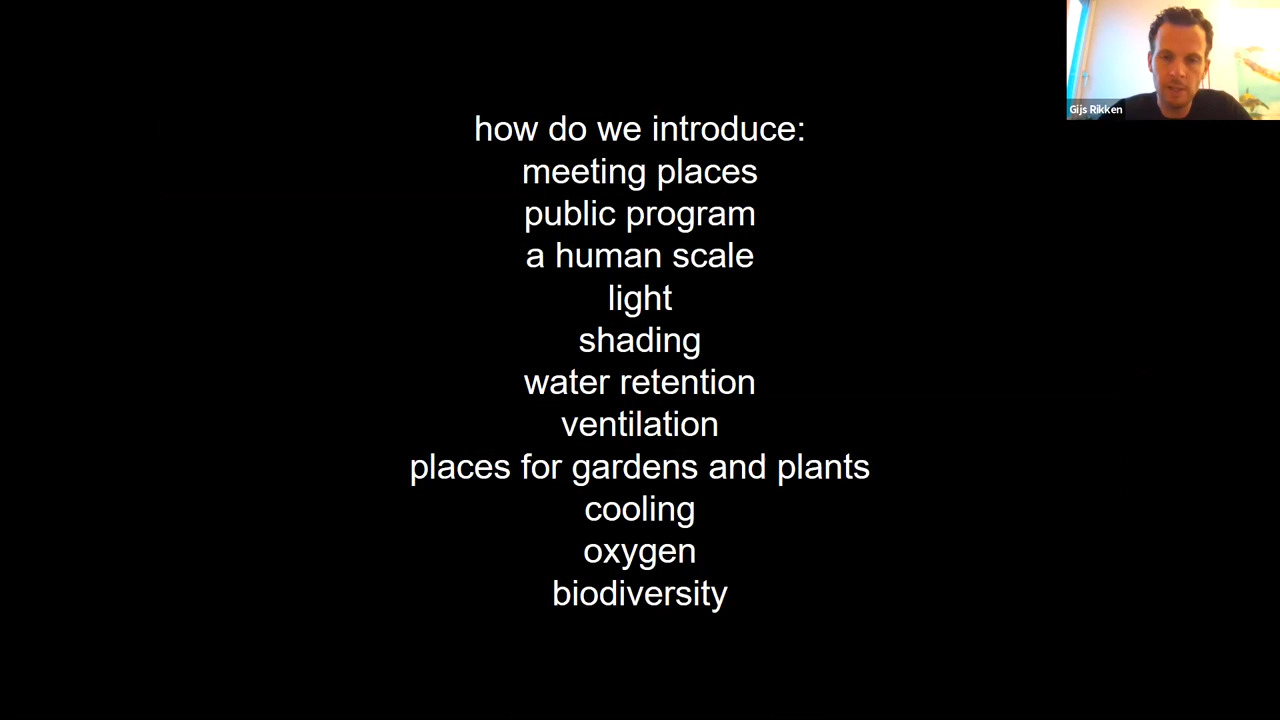 how do we introduce:
meeting places
public program
a human scale
light
shading
water retention
ventilation
places for gardens and plants
cooling
oxygen
biodiversity
Gijs Rikken